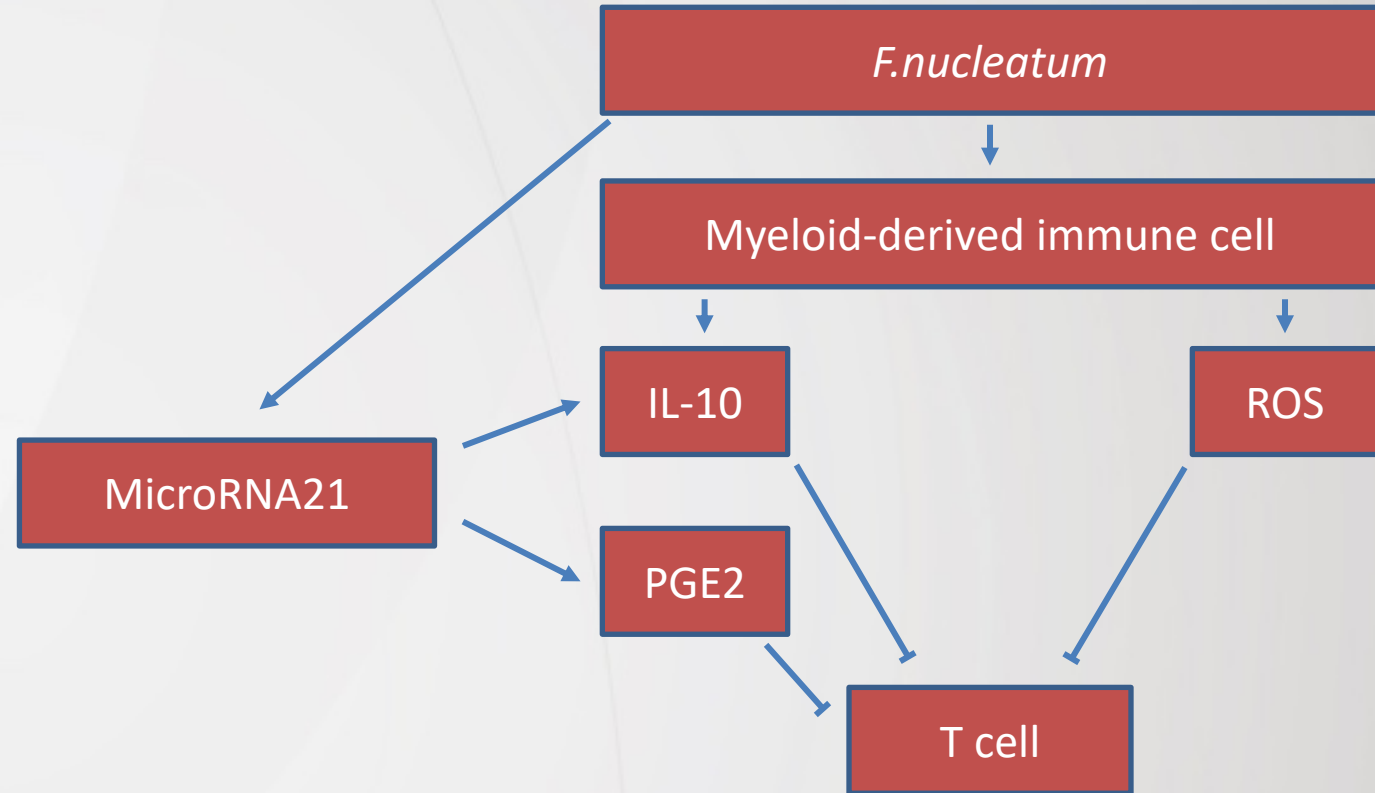 F.nucleatum
Myeloid-derived immune cell
IL-10
ROS
MicroRNA21
PGE2
T cell